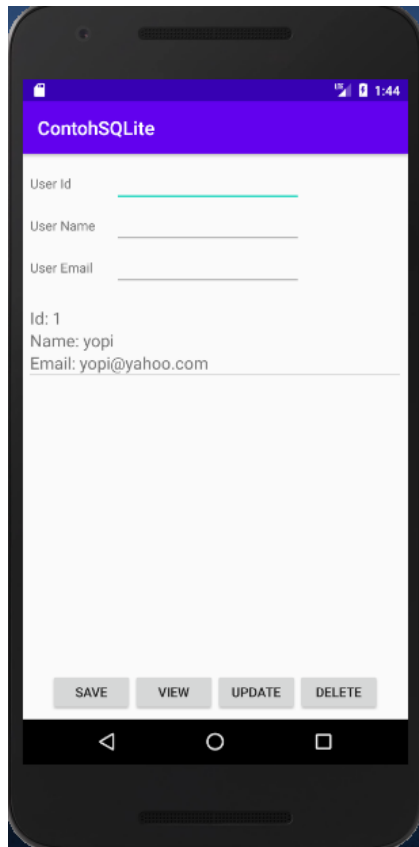 1:44
ContohSQLite
User Id
User Name
User Email
Id: 1
Name: yopi
Email: yopi@yahoo.com
SAVE VIEW UPDATE DELETE